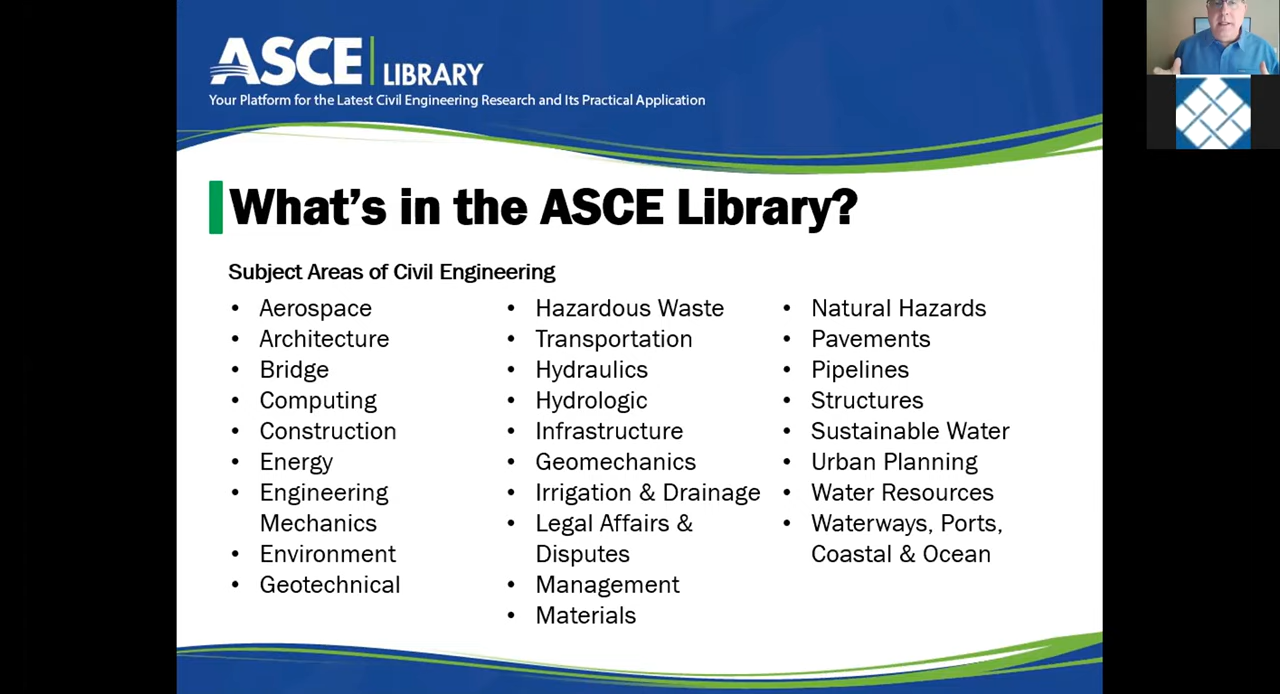 ASCE | LIBRARY
Your Platform for the Latest Civil Engineering Research and Its Practical Application
What's in the ASCE Library?
Subject Areas of Civil Engineering
• Aerospace
• Architecture
• Bridge
• Computing
• Construction
• Energy
• Engineering
Mechanics
• Environment
• Geotechnical
• Hazardous Waste
• Transportation
• Hydraulics
• Hydrologic
• Infrastructure
• Geomechanics
• Irrigation & Drainage
• Legal Affairs &
Disputes
• Management
• Materials
• Natural Hazards
• Pavements
• Pipelines
• Structures
• Sustainable Water
• Urban Planning
• Water Resources
• Waterways, Ports,
Coastal & Ocean